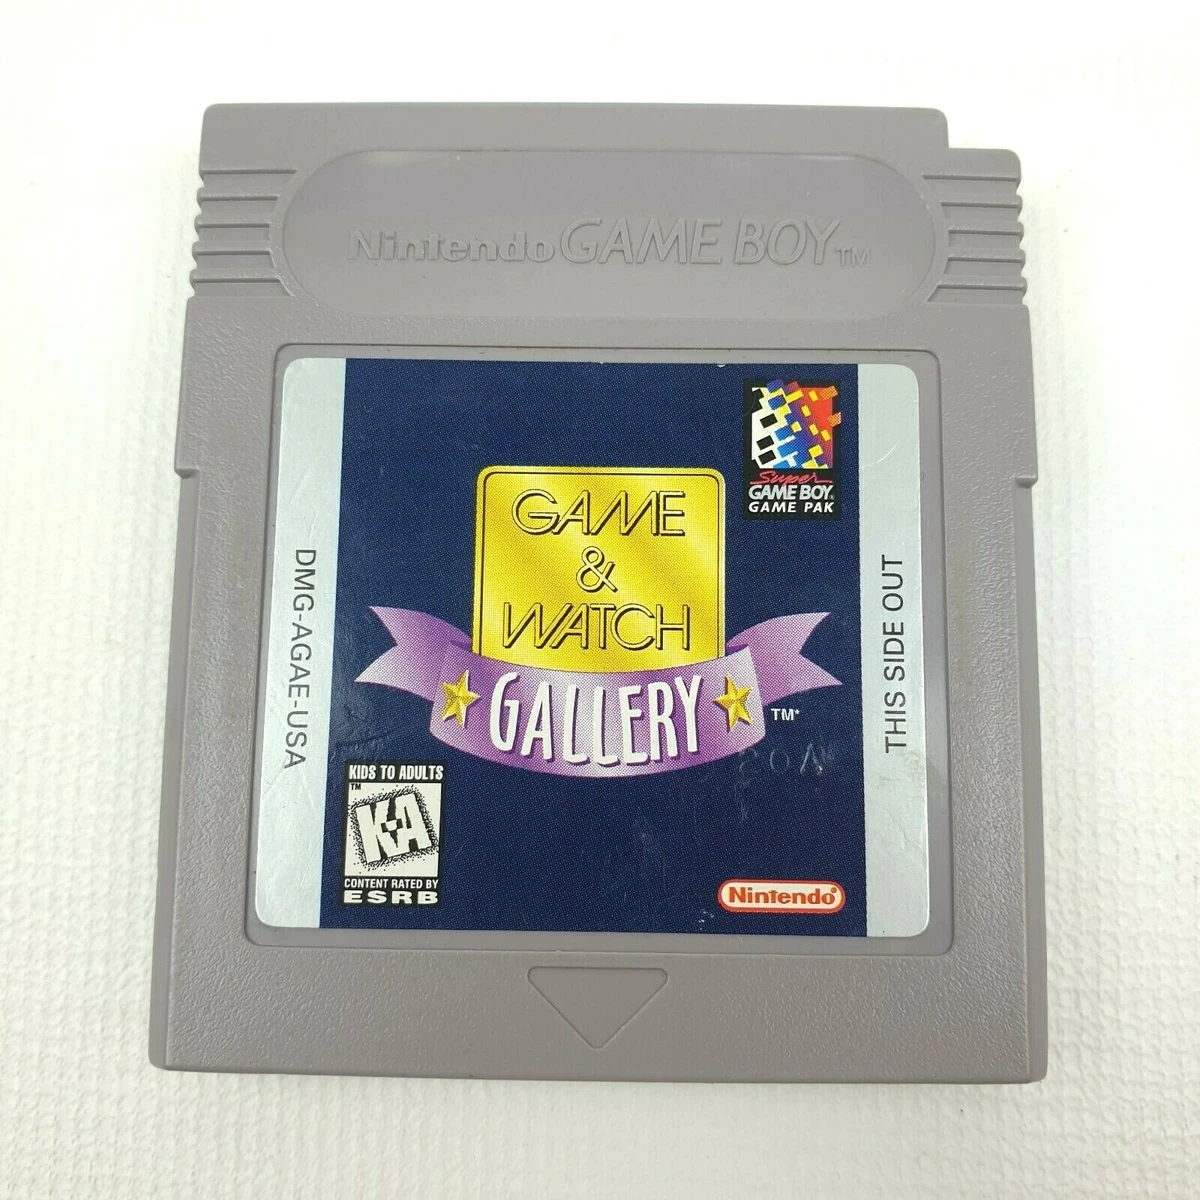 Nintendo GAME BOY TM
Super
GAME BOY®
GAME PAK
GAME
&
WATCH
GALLERY
TM*
DMG-AGAE-USA
THIS SIDE OUT
KIDS TO ADULTS
TM
K-A
CONTENT RATED BY
ESRB
Nintendo®